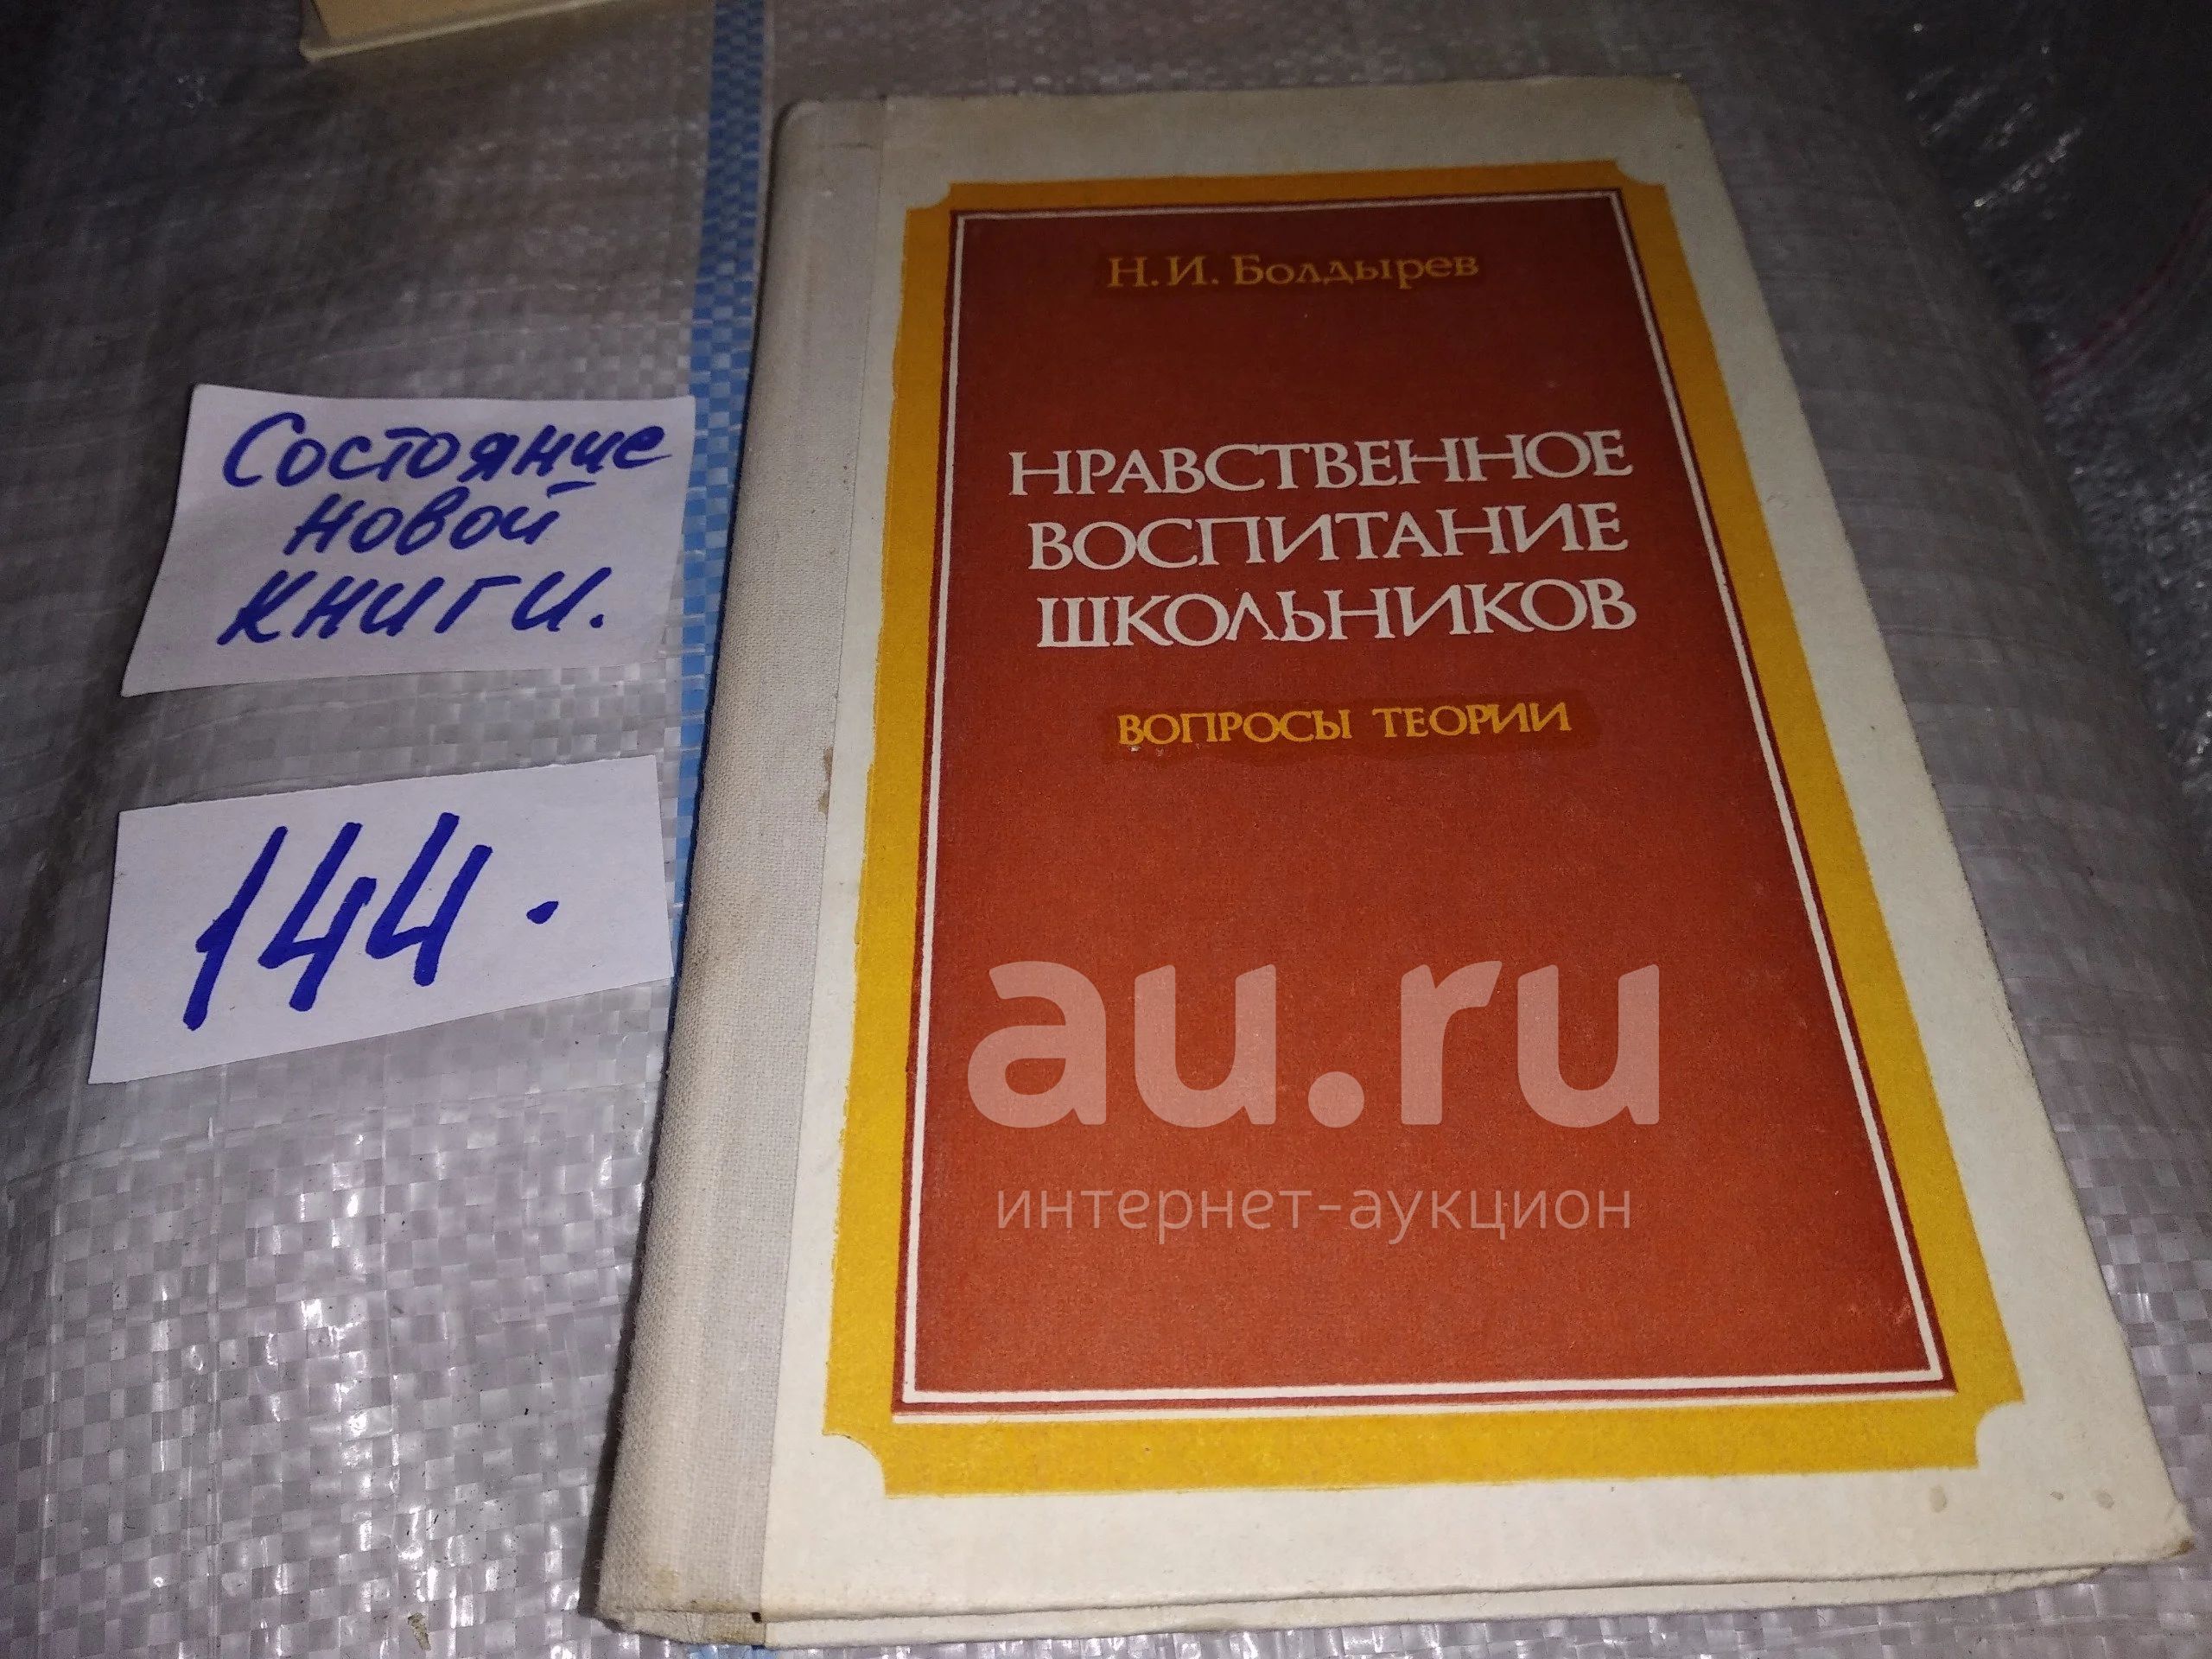 Состояние
новой
книги.
144.
Н.И. Болдырев
НРАВСТВЕННОЕ
ВОСПИТАНИЕ
ШКОЛЬНИКОВ
ВОПРОСЫ ТЕОРИИ
au.ru
интернет-аукцион